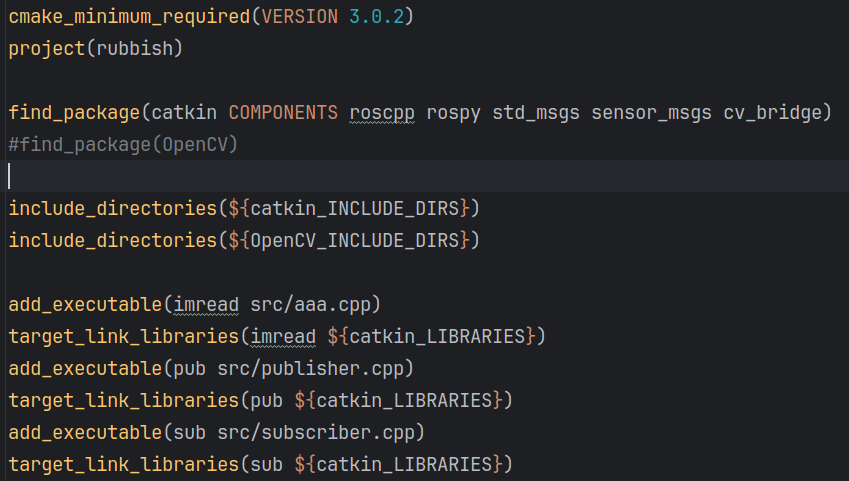 cmake_minimum_required(VERSION 3.0.2)
project(rubbish)
find_package(catkin COMPONENTS roscpp rospy std_msgs sensor_msgs cv_bridge)
#find_package(OpenCV)
include_directories(${catkin_INCLUDE_DIRS})
include_directories(${OpenCV_INCLUDE_DIRS})
add_executable(imread src/aaa.cpp)
target_link_libraries(imread ${catkin_LIBRARIES})
add_executable(pub src/publisher.cpp)
target_link_libraries(pub ${catkin_LIBRARIES})
add_executable(sub src/subscriber.cpp)
target_link_libraries(sub ${catkin_LIBRARIES})